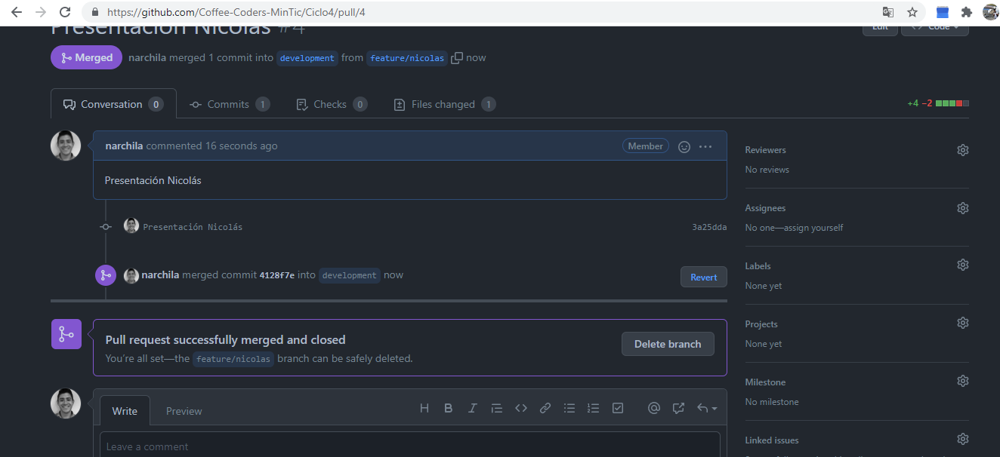 https://github.com/Coffee-Coders-MinTic/Ciclo4/pull/4
Presentación Nicolás #4
Edit
Code
Merged
narchila merged 1 commit into development from feature/nicolas now
Conversation 0
Commits 1
Checks 0
Files changed 1
+4 −2
narchila commented 16 seconds ago
Member
Presentación Nicolás
Presentación Nicolás
3a25dda
narchila merged commit 4128f7e into development now
Revert
Pull request successfully merged and closed
You're all set—the feature/nicolas branch can be safely deleted.
Delete branch
Write
Preview
Leave a comment
Reviewers
No reviews
Assignees
No one—assign yourself
Labels
None yet
Projects
None yet
Milestone
No milestone
Linked issues